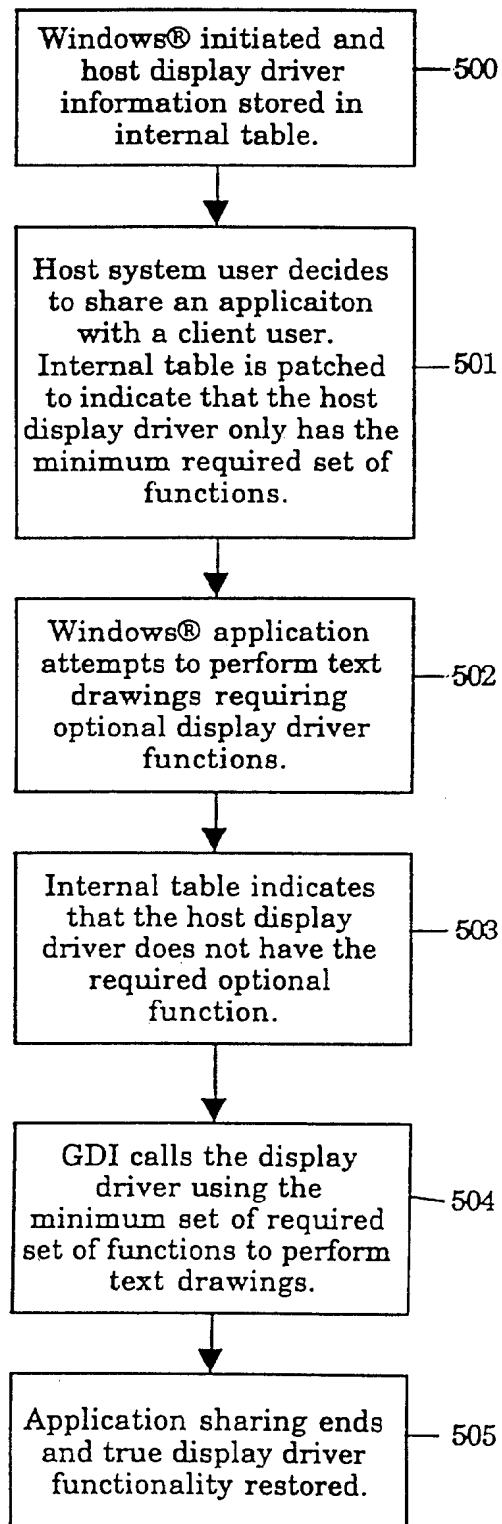 Windows® initiated and
host display driver
information stored in
internal table.
500
Host system user decides
to share an applicaiton
with a client user.
Internal table is patched
to indicate that the host
display driver only has the
minimum required set of
functions.
501
Windows® application
attempts to perform text
drawings requiring
optional display driver
functions.
502
Internal table indicates
that the host display
driver does not have the
required optional
function.
503
GDI calls the display
driver using the
minimum set of required
set of functions to perform
text drawings.
504
Application sharing ends
and true display driver
functionality restored.
505